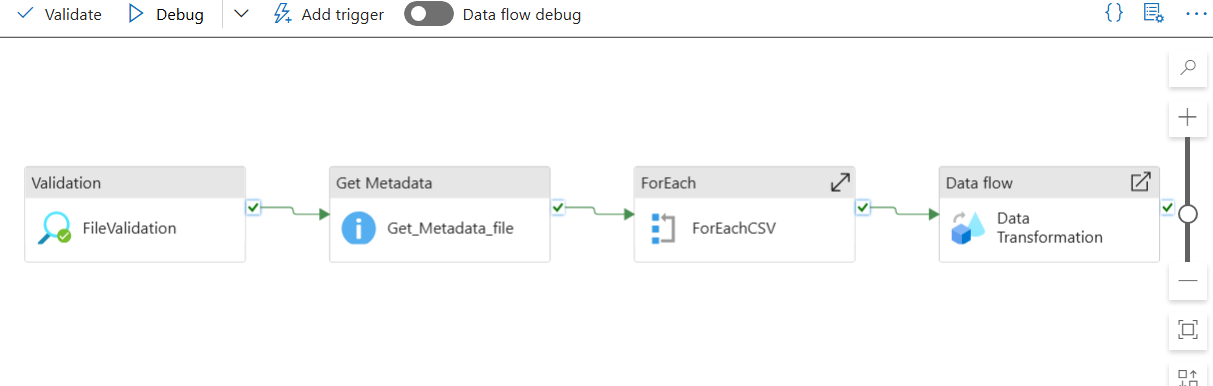 Validate
Debug
Add trigger
Data flow debug
Validation
FileValidation
Get Metadata
Get_Metadata_file
ForEach
ForEachCSV
Data flow
Data
Transformation